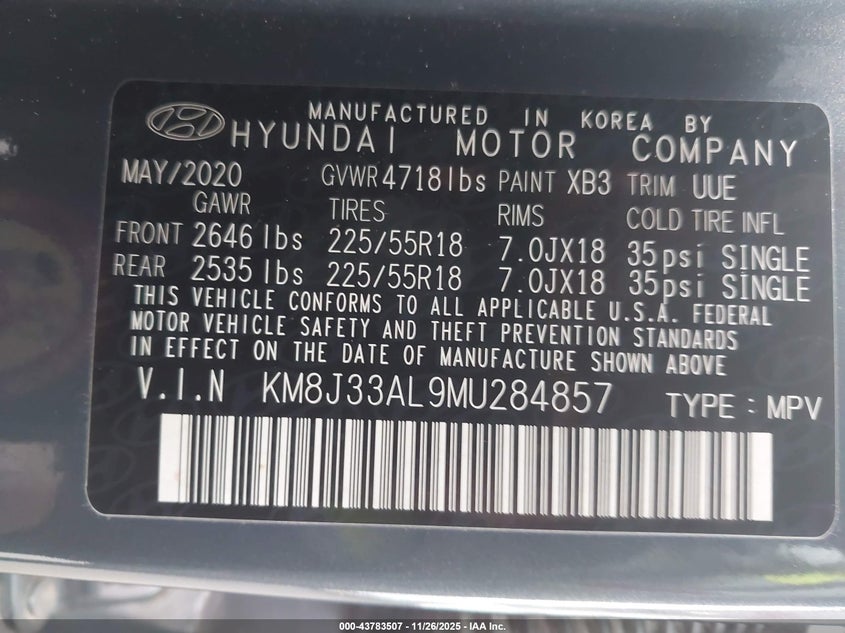 MANUFACTURED IN KOREA BY
HYUNDAI MOTOR COMPANY
MAY/2020 GVWR 4718lbs PAINT XB3 TRIM UUE
GAWR TIRES RIMS COLD TIRE INFL
FRONT 2646 lbs 225/55R18 7.0JX18 35psi SINGLE
REAR 2535 lbs 225/55R18 7.0JX18 35psi SINGLE
THIS VEHICLE CONFORMS TO ALL APPLICABLE U.S.A. FEDERAL
MOTOR VEHICLE SAFETY AND THEFT PREVENTION STANDARDS
IN EFFECT ON THE DATE OF MANUFACTURE SHOWN ABOVE
V.I.N KM8J33AL9MU284857 TYPE : MPV
000-43783507 - 11/26/2025 - IAA Inc.